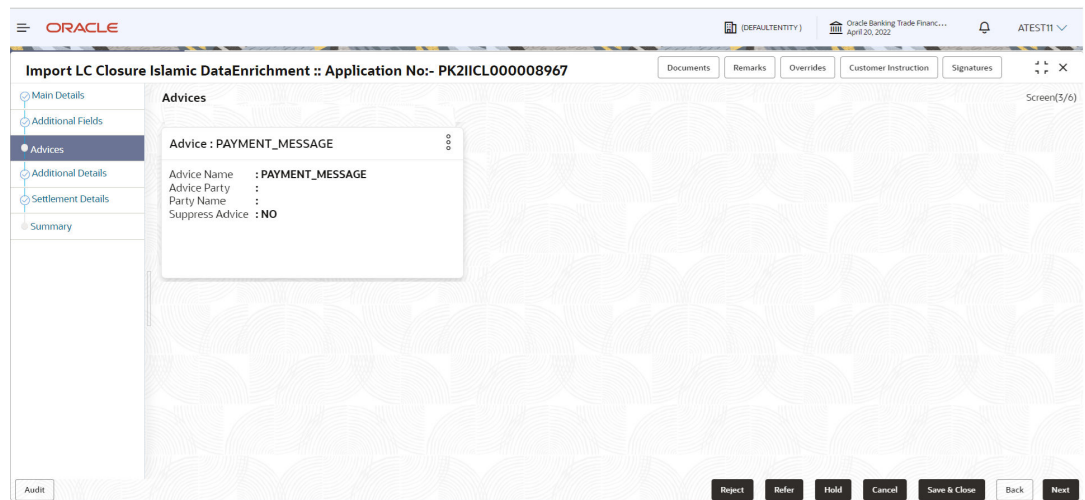 ORACLE
(DEFAULTENTITY)
Oracle Banking Trade Financ...
April 20, 2022
ATEST11
Import LC Closure Islamic DataEnrichment :: Application No:- PK2IICL000008967
Documents
Remarks
Overrides
Customer Instruction
Signatures
Main Details
Additional Fields
Advices
Additional Details
Settlement Details
Summary
Advices
Screen(3/6)
Advice : PAYMENT_MESSAGE
Advice Name : PAYMENT_MESSAGE
Advice Party :
Party Name :
Suppress Advice : NO
Audit
Reject
Refer
Hold
Cancel
Save & Close
Back
Next